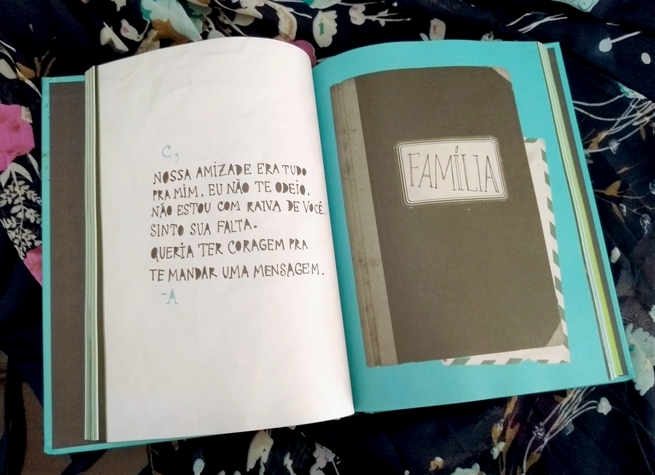 C,
NOSSA AMIZADE ERA TUDO
PRA MIM. EU NÃO TE ODEIO.
NÃO ESTOU COM RAIVA DE VOCÊ.
SINTO SUA FALTA.
QUERIA TER CORAGEM PRA
TE MANDAR UMA MENSAGEM.
-A
FAMÍLIA